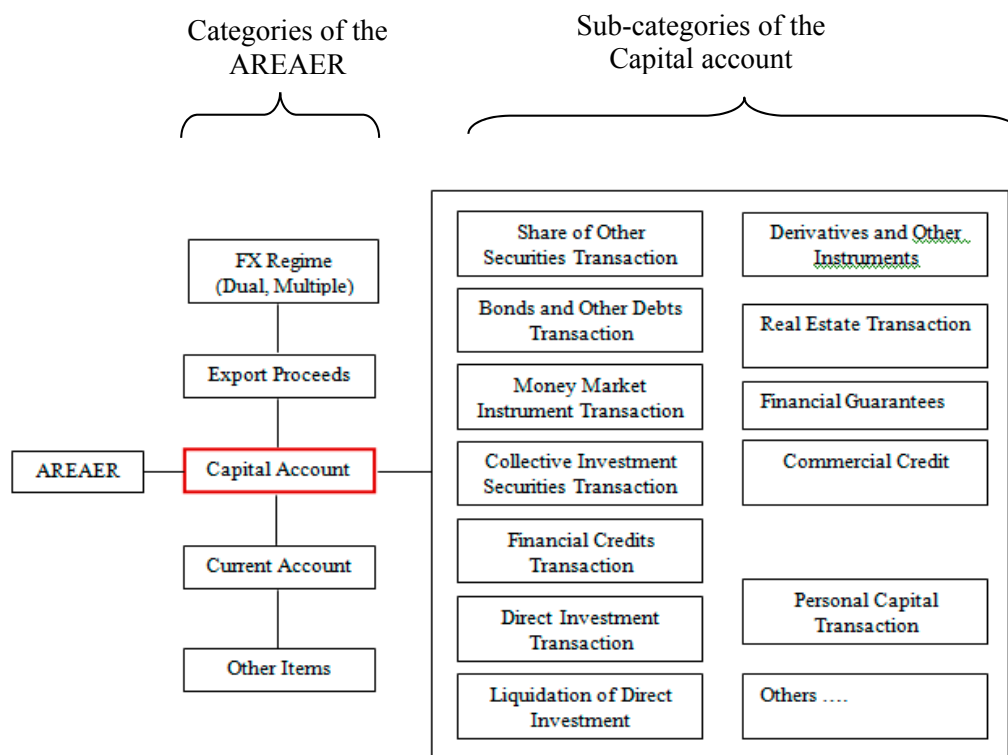 Categories of the
AREAER
Sub-categories of the
Capital account
AREAER
FX Regime
(Dual, Multiple)
Export Proceeds
Capital Account
Current Account
Other Items
Share of Other
Securities Transaction
Bonds and Other Debts
Transaction
Money Market
Instrument Transaction
Collective Investment
Securities Transaction
Financial Credits
Transaction
Direct Investment
Transaction
Liquidation of Direct
Investment
Derivatives and Other
Instruments
Real Estate Transaction
Financial Guarantees
Commercial Credit
Personal Capital
Transaction
Others ….